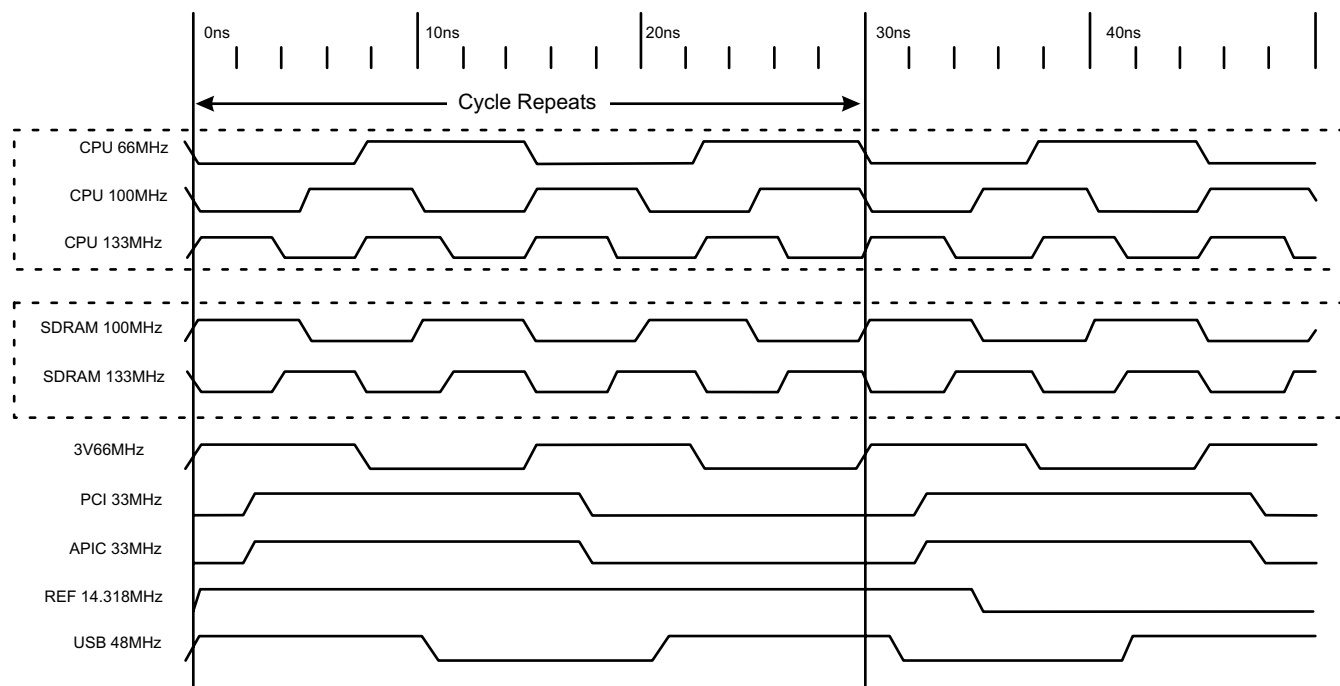 0ns 10ns 20ns 30ns 40ns
Cycle Repeats
CPU 66MHz
CPU 100MHz
CPU 133MHz
SDRAM 100MHz
SDRAM 133MHz
3V66MHz
PCI 33MHz
APIC 33MHz
REF 14.318MHz
USB 48MHz